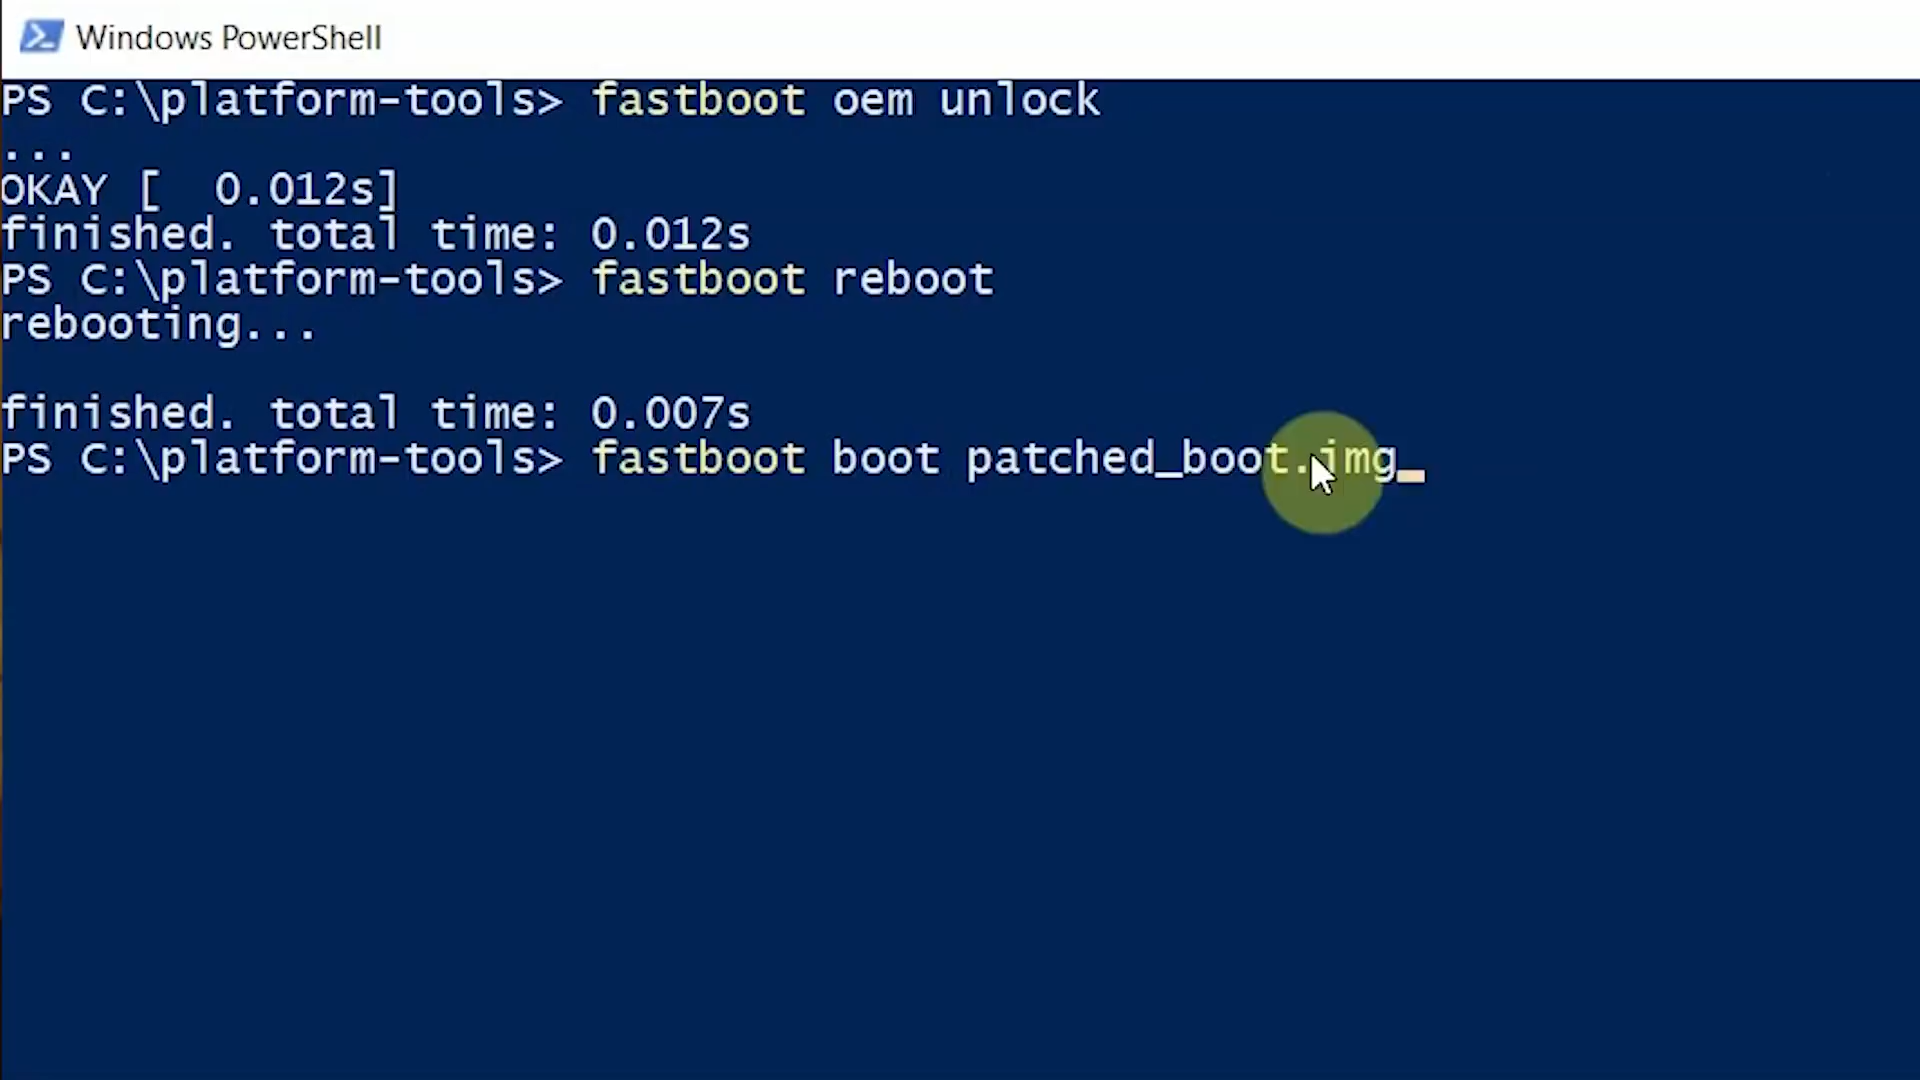 Windows PowerShell
PS C:\platform-tools> fastboot oem unlock
...
OKAY [  0.012s]
finished. total time: 0.012s
PS C:\platform-tools> fastboot reboot
rebooting...
finished. total time: 0.007s
PS C:\platform-tools> fastboot boot patched_boot.img_